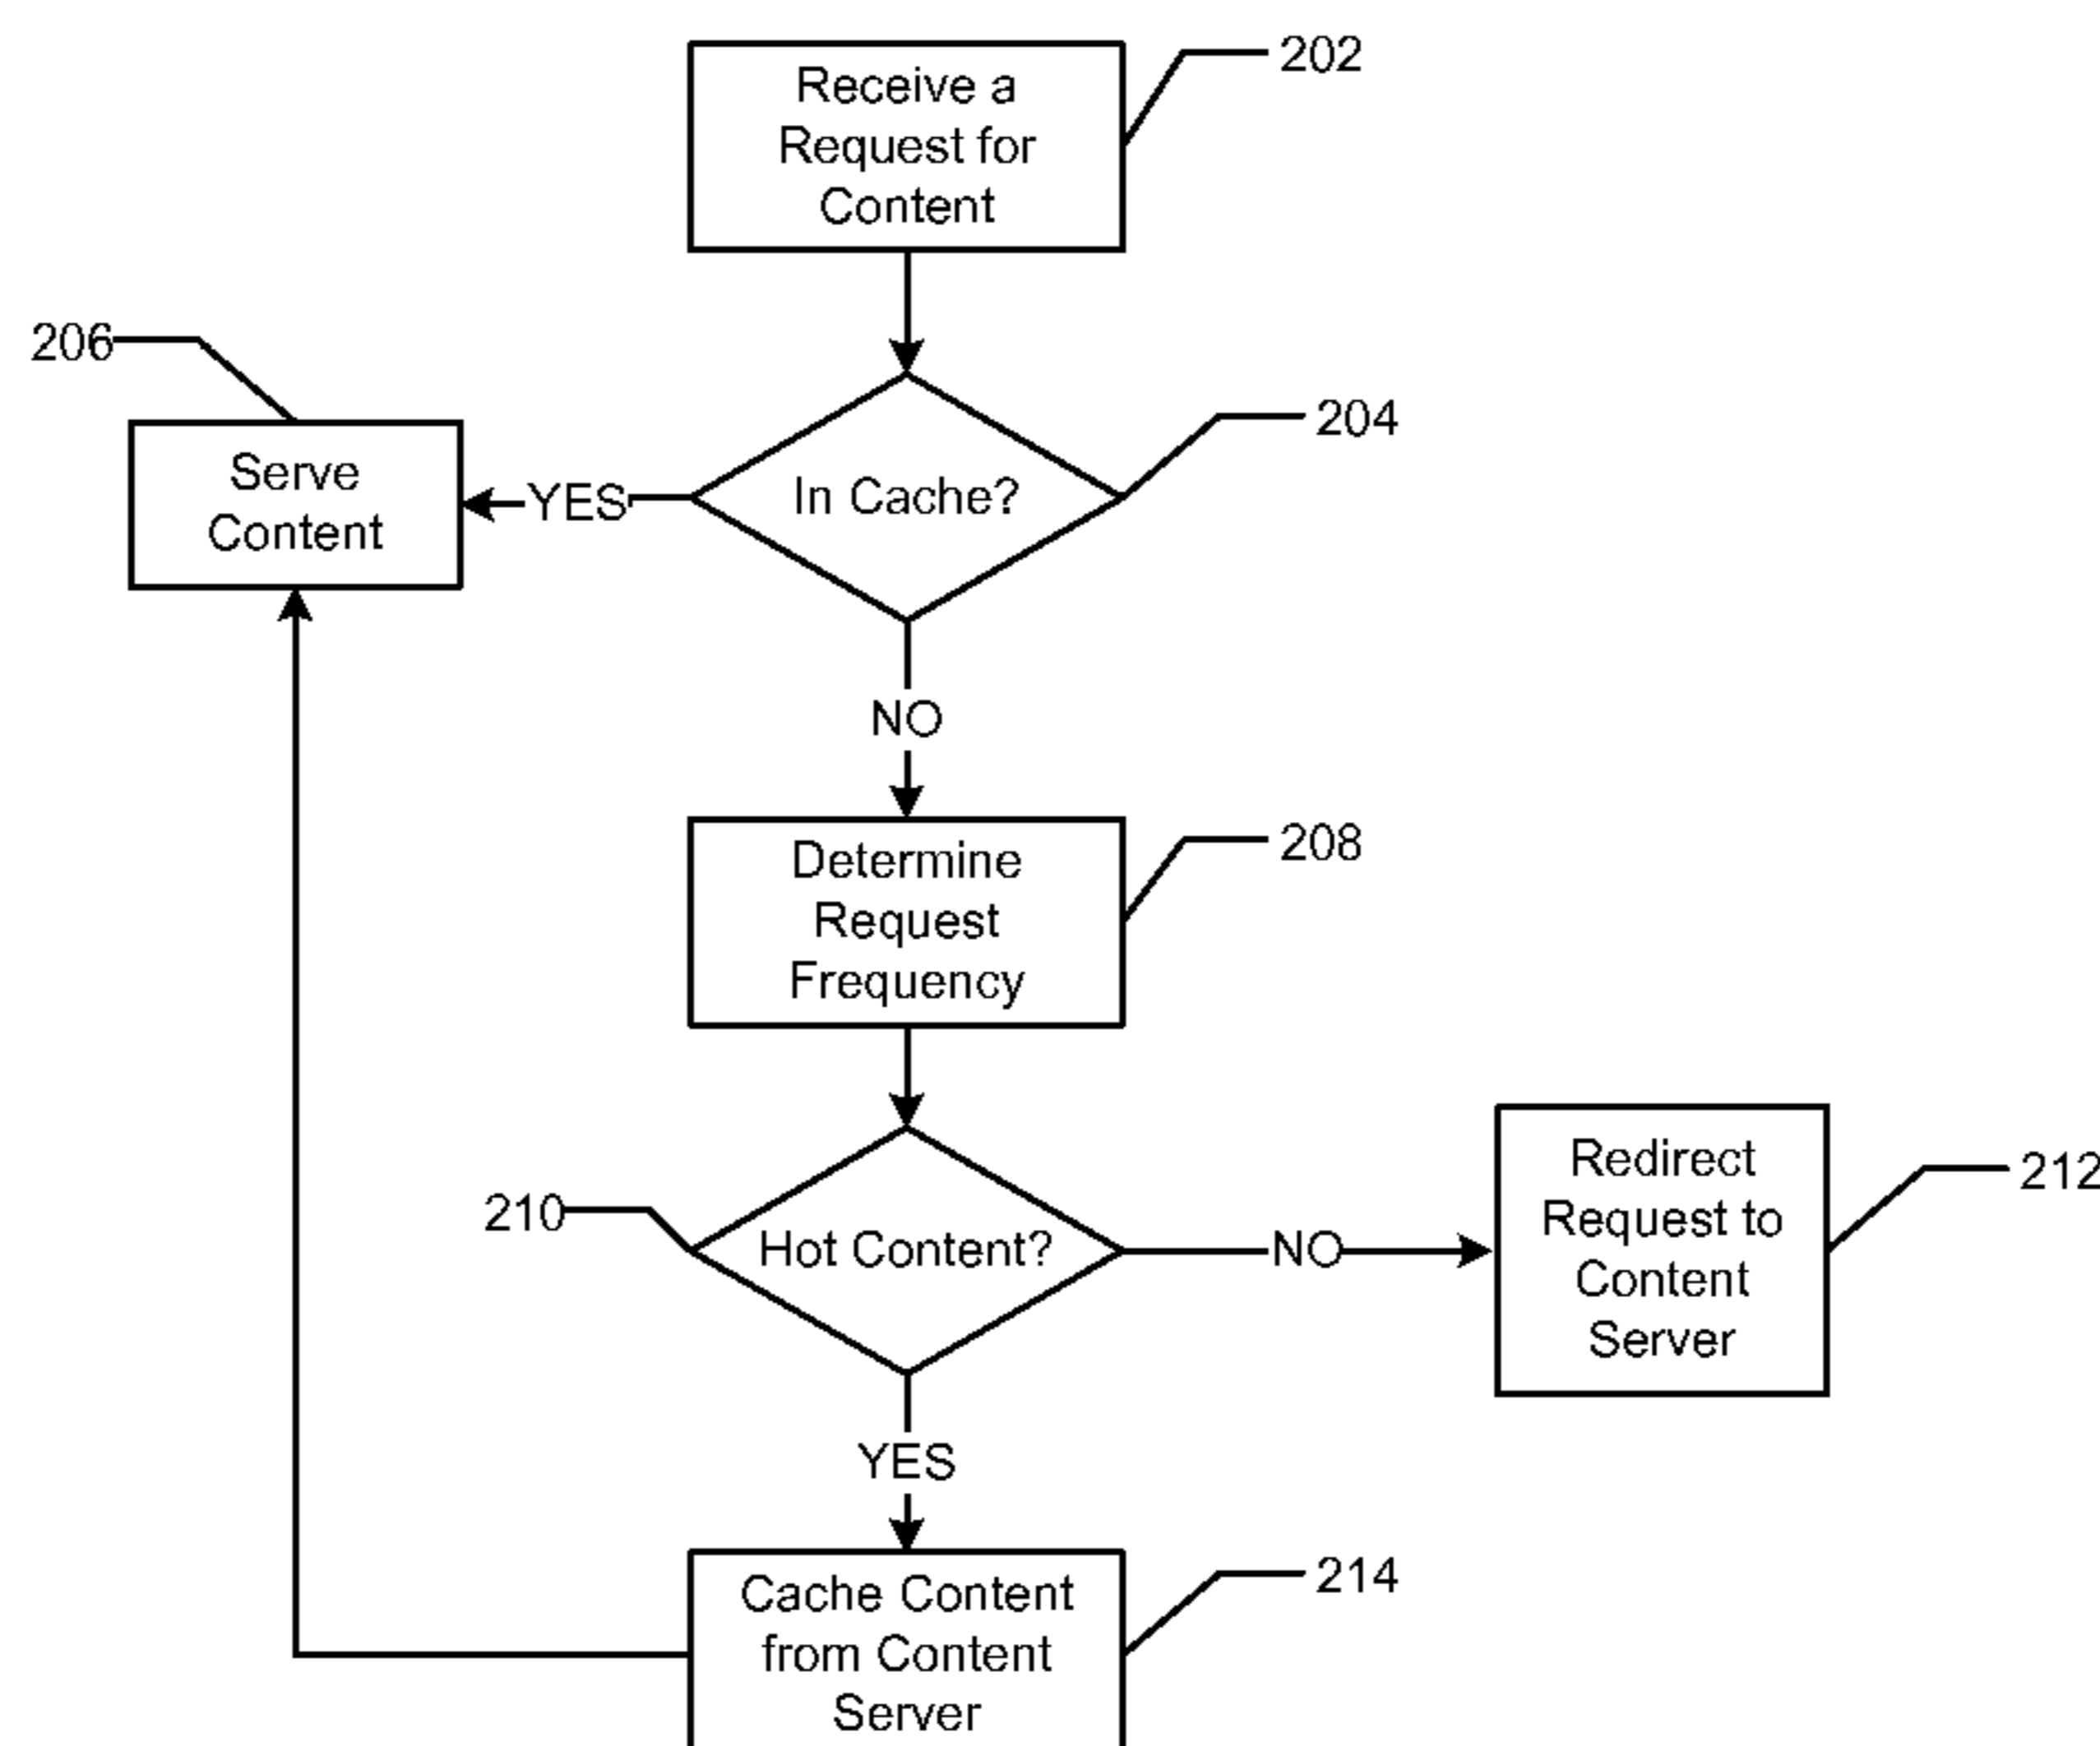 Receive a
Request for
Content
202
206
Serve
Content
YES
In Cache?
204
NO
Determine
Request
Frequency
208
210
Hot Content?
NO
Redirect
Request to
Content
Server
212
YES
Cache Content
from Content
Server
214